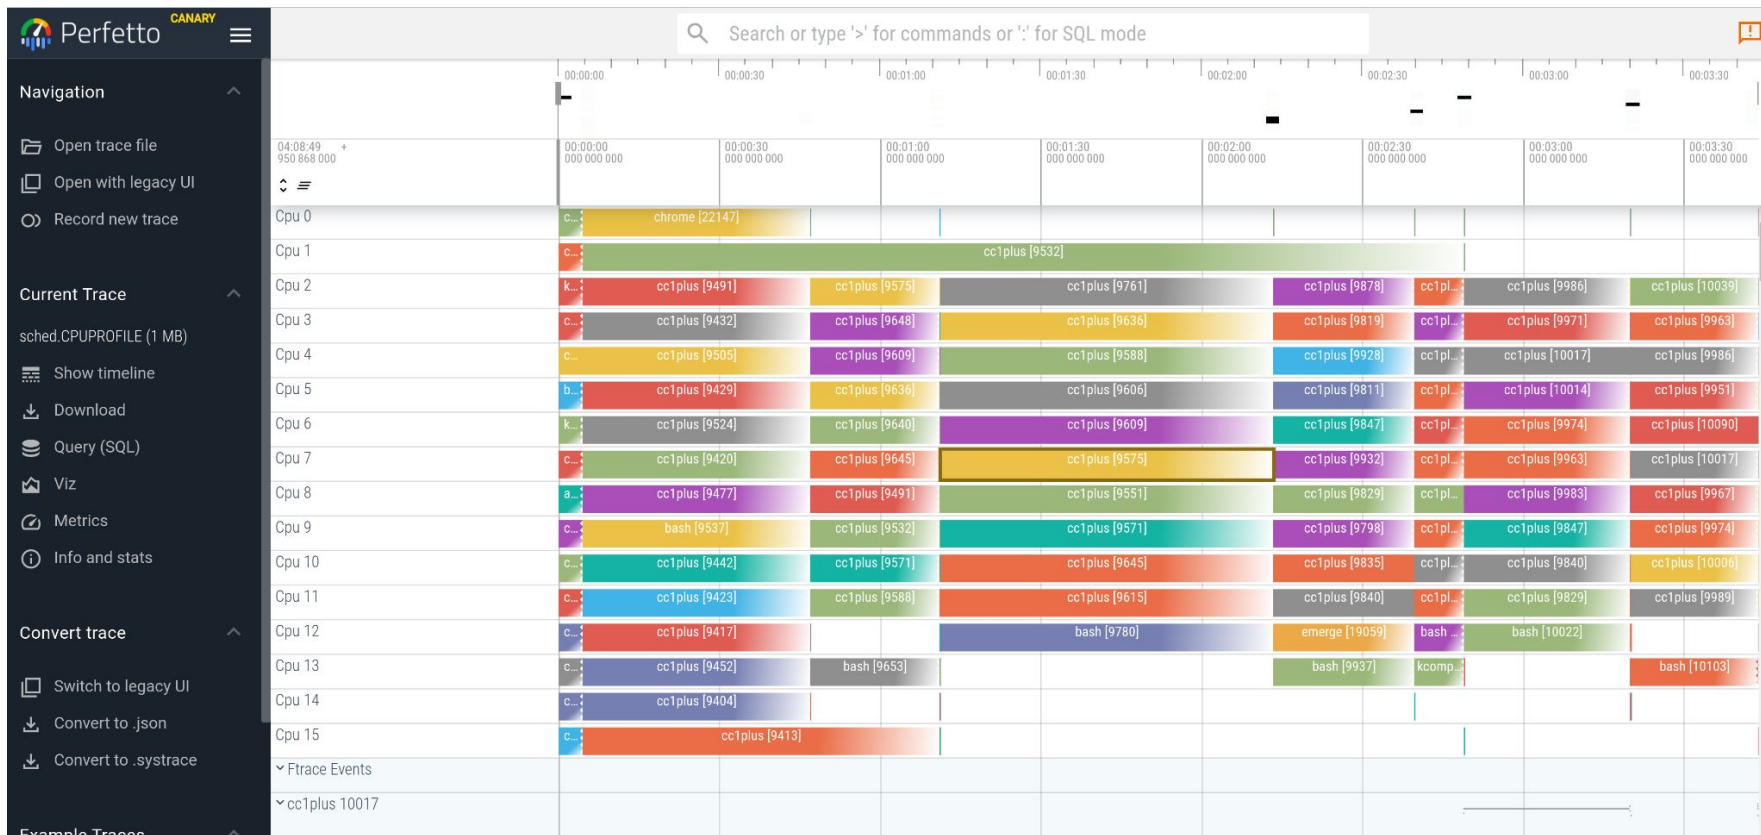 Perfetto CANARY
Search or type '>' for commands or ':' for SQL mode
Navigation
Open trace file
Open with legacy UI
Record new trace
Current Trace
sched.CPUPROFILE (1 MB)
Show timeline
Download
Query (SQL)
Viz
Metrics
Info and stats
Convert trace
Switch to legacy UI
Convert to .json
Convert to .systrace
Example Traces
00:00:00 00:00:30 00:01:00 00:01:30 00:02:00 00:02:30 00:03:00 00:03:30
04:08:49 + 00:00:00 00:00:30 00:01:00 00:01:30 00:02:00 00:02:30 00:03:00 00:03:30
950 868 000 000 000 000 000 000 000 000 000 000 000 000 000 000 000 000 000 000 000 000 000 000 000 000 000
Cpu 0 c... chrome [22147]
Cpu 1 c... cc1plus [9532]
Cpu 2 k... cc1plus [9491] cc1plus [9575] cc1plus [9761] cc1plus [9878] cc1pl... cc1plus [9986] cc1plus [10039]
Cpu 3 c... cc1plus [9432] cc1plus [9648] cc1plus [9636] cc1plus [9819] cc1pl... cc1plus [9971] cc1plus [9963]
Cpu 4 c... cc1plus [9505] cc1plus [9609] cc1plus [9588] cc1plus [9928] cc1pl... cc1plus [10017] cc1plus [9986]
Cpu 5 b... cc1plus [9429] cc1plus [9636] cc1plus [9606] cc1plus [9811] cc1pl... cc1plus [10014] cc1plus [9951]
Cpu 6 k... cc1plus [9524] cc1plus [9640] cc1plus [9609] cc1plus [9847] cc1pl... cc1plus [9974] cc1plus [10090]
Cpu 7 c... cc1plus [9420] cc1plus [9645] cc1plus [9575] cc1plus [9932] cc1pl... cc1plus [9963] cc1plus [10017]
Cpu 8 a... cc1plus [9477] cc1plus [9491] cc1plus [9551] cc1plus [9829] cc1pl... cc1plus [9983] cc1plus [9967]
Cpu 9 c... bash [9537] cc1plus [9532] cc1plus [9571] cc1plus [9798] cc1pl... cc1plus [9847] cc1plus [9974]
Cpu 10 c... cc1plus [9442] cc1plus [9571] cc1plus [9645] cc1plus [9835] cc1pl... cc1plus [9840] cc1plus [10006]
Cpu 11 c... cc1plus [9423] cc1plus [9588] cc1plus [9615] cc1plus [9840] cc1pl... cc1plus [9829] cc1plus [9989]
Cpu 12 c... cc1plus [9417] bash [9780] emerge [19059] bash ... bash [10022]
Cpu 13 c... cc1plus [9452] bash [9653] bash [9937] kcomp... bash [10103]
Cpu 14 c... cc1plus [9404]
Cpu 15 c... cc1plus [9413]
Ftrace Events
cc1plus 10017